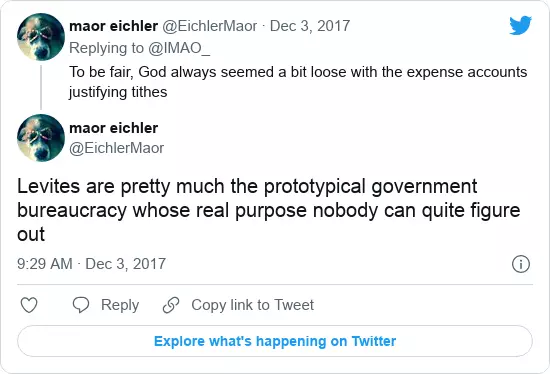 maor eichler @EichlerMaor · Dec 3, 2017
Replying to @IMAO_
To be fair, God always seemed a bit loose with the expense accounts
justifying tithes
maor eichler
@EichlerMaor
Levites are pretty much the prototypical government
bureaucracy whose real purpose nobody can quite figure
out
9:29 AM · Dec 3, 2017
Reply Copy link to Tweet
Explore what's happening on Twitter